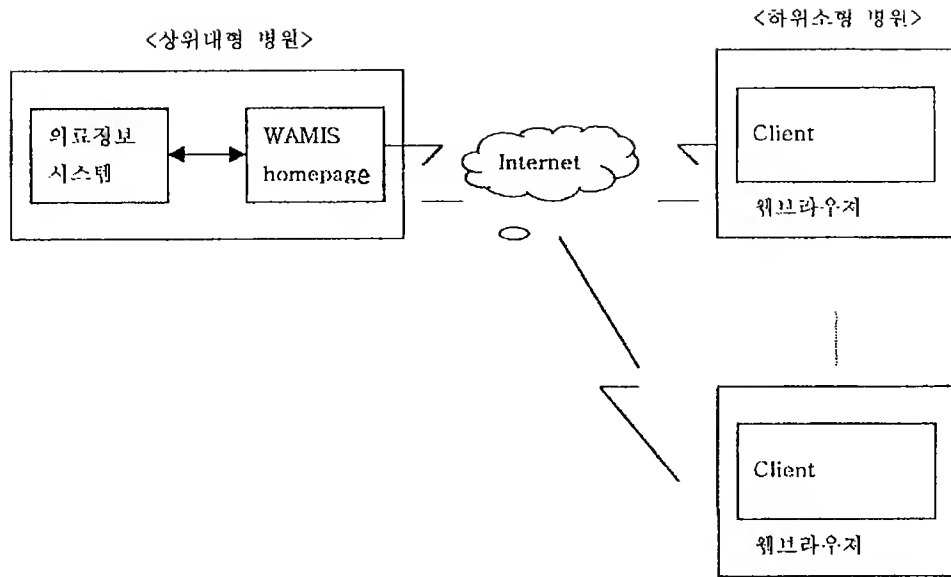 <상위대형 병원>
의료정보
시스템
WAMIS
homepage
Internet
<하위소형 병원>
Client
웹브라우저
Client
웹브라우저